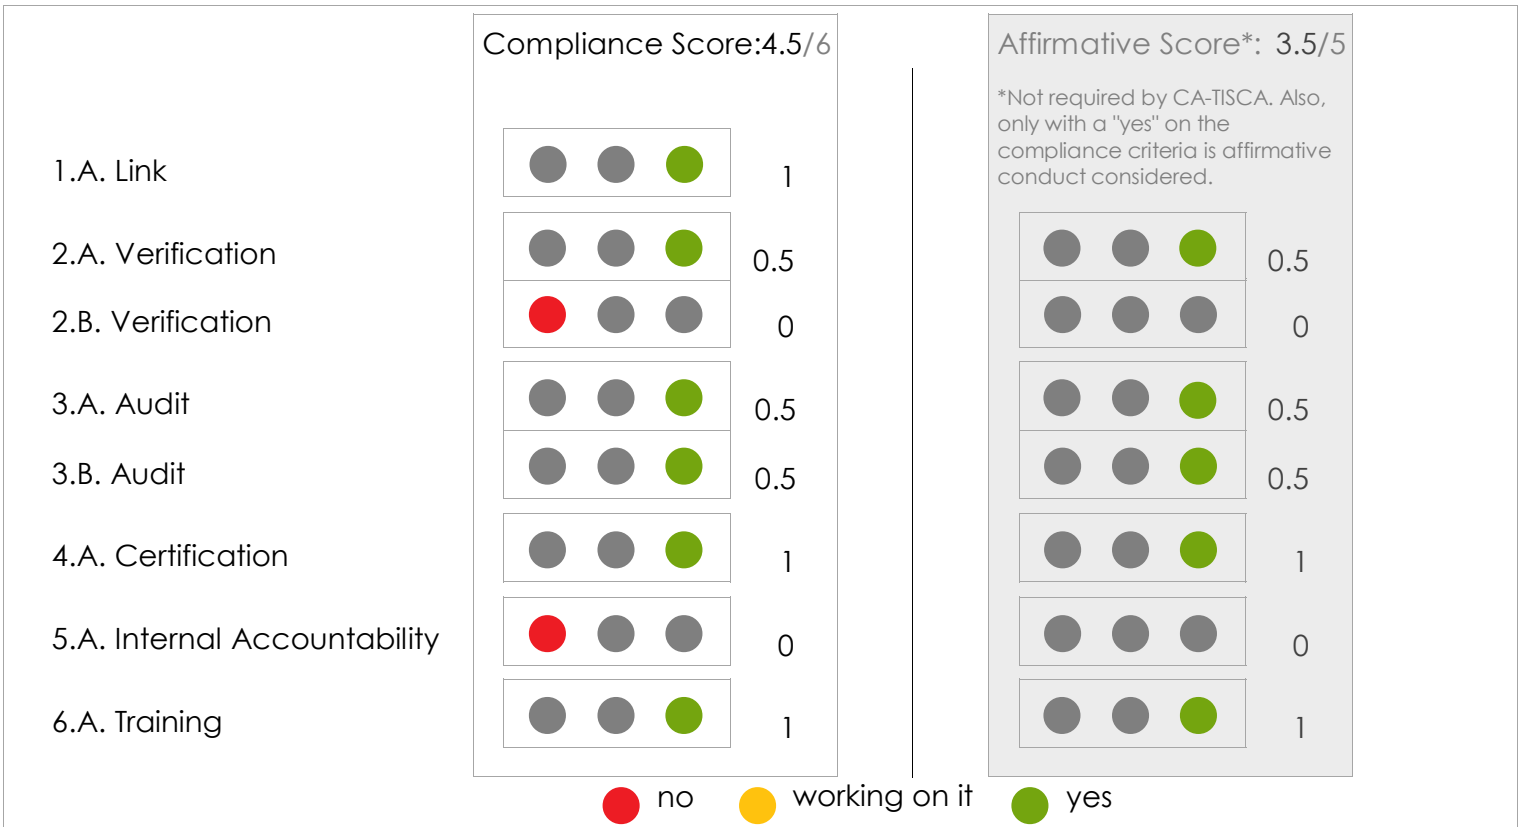 Compliance Score:4.5/6
Affirmative Score*: 3.5/5
*Not required by CA-TISCA. Also,
only with a "yes" on the
compliance criteria is affirmative
conduct considered.
1.A. Link 1
2.A. Verification 0.5 0.5
2.B. Verification 0 0
3.A. Audit 0.5 0.5
3.B. Audit 0.5 0.5
4.A. Certification 1 1
5.A. Internal Accountability 0 0
6.A. Training 1 1
no working on it yes